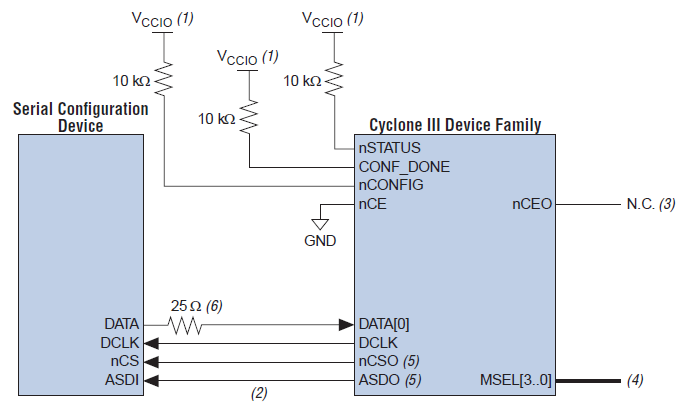 VCCIO (1)
VCCIO (1)
VCCIO (1)
10 kΩ
10 kΩ
10 kΩ
Serial Configuration
Device
Cyclone III Device Family
nSTATUS
CONF_DONE
nCONFIG
nCE
nCEO
N.C. (3)
GND
25 Ω (6)
DATA
DATA[0]
DCLK
DCLK
nCS
nCSO (5)
ASDI
ASDO (5)
MSEL[3..0]
(4)
(2)